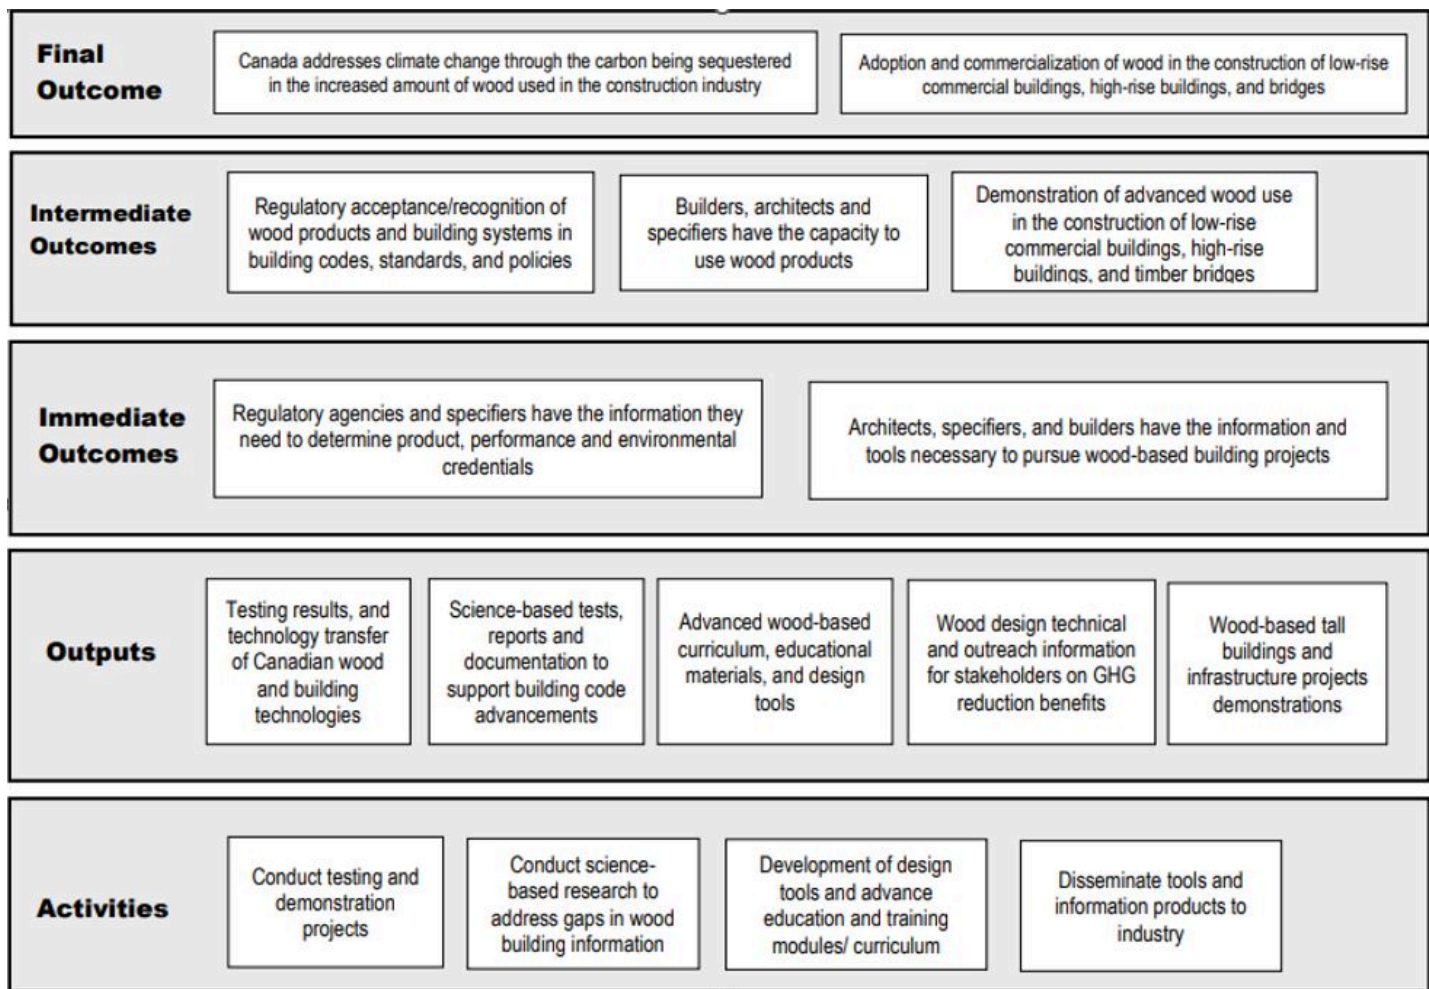 Final
Outcome
Canada addresses climate change through the carbon being sequestered
in the increased amount of wood used in the construction industry
Adoption and commercialization of wood in the construction of low-rise
commercial buildings, high-rise buildings, and bridges
Intermediate
Outcomes
Regulatory acceptance/recognition of
wood products and building systems in
building codes, standards, and policies
Builders, architects and
specifiers have the capacity to
use wood products
Demonstration of advanced wood use
in the construction of low-rise
commercial buildings, high-rise
buildings, and timber bridges
Immediate
Outcomes
Regulatory agencies and specifiers have the information they
need to determine product, performance and environmental
credentials
Architects, specifiers, and builders have the information and
tools necessary to pursue wood-based building projects
Outputs
Testing results, and
technology transfer
of Canadian wood
and building
technologies
Science-based tests,
reports and
documentation to
support building code
advancements
Advanced wood-based
curriculum, educational
materials, and design
tools
Wood design technical
and outreach information
for stakeholders on GHG
reduction benefits
Wood-based tall
buildings and
infrastructure projects
demonstrations
Activities
Conduct testing and
demonstration
projects
Conduct science-
based research to
address gaps in wood
building information
Development of design
tools and advance
education and training
modules/ curriculum
Disseminate tools and
information products to
industry